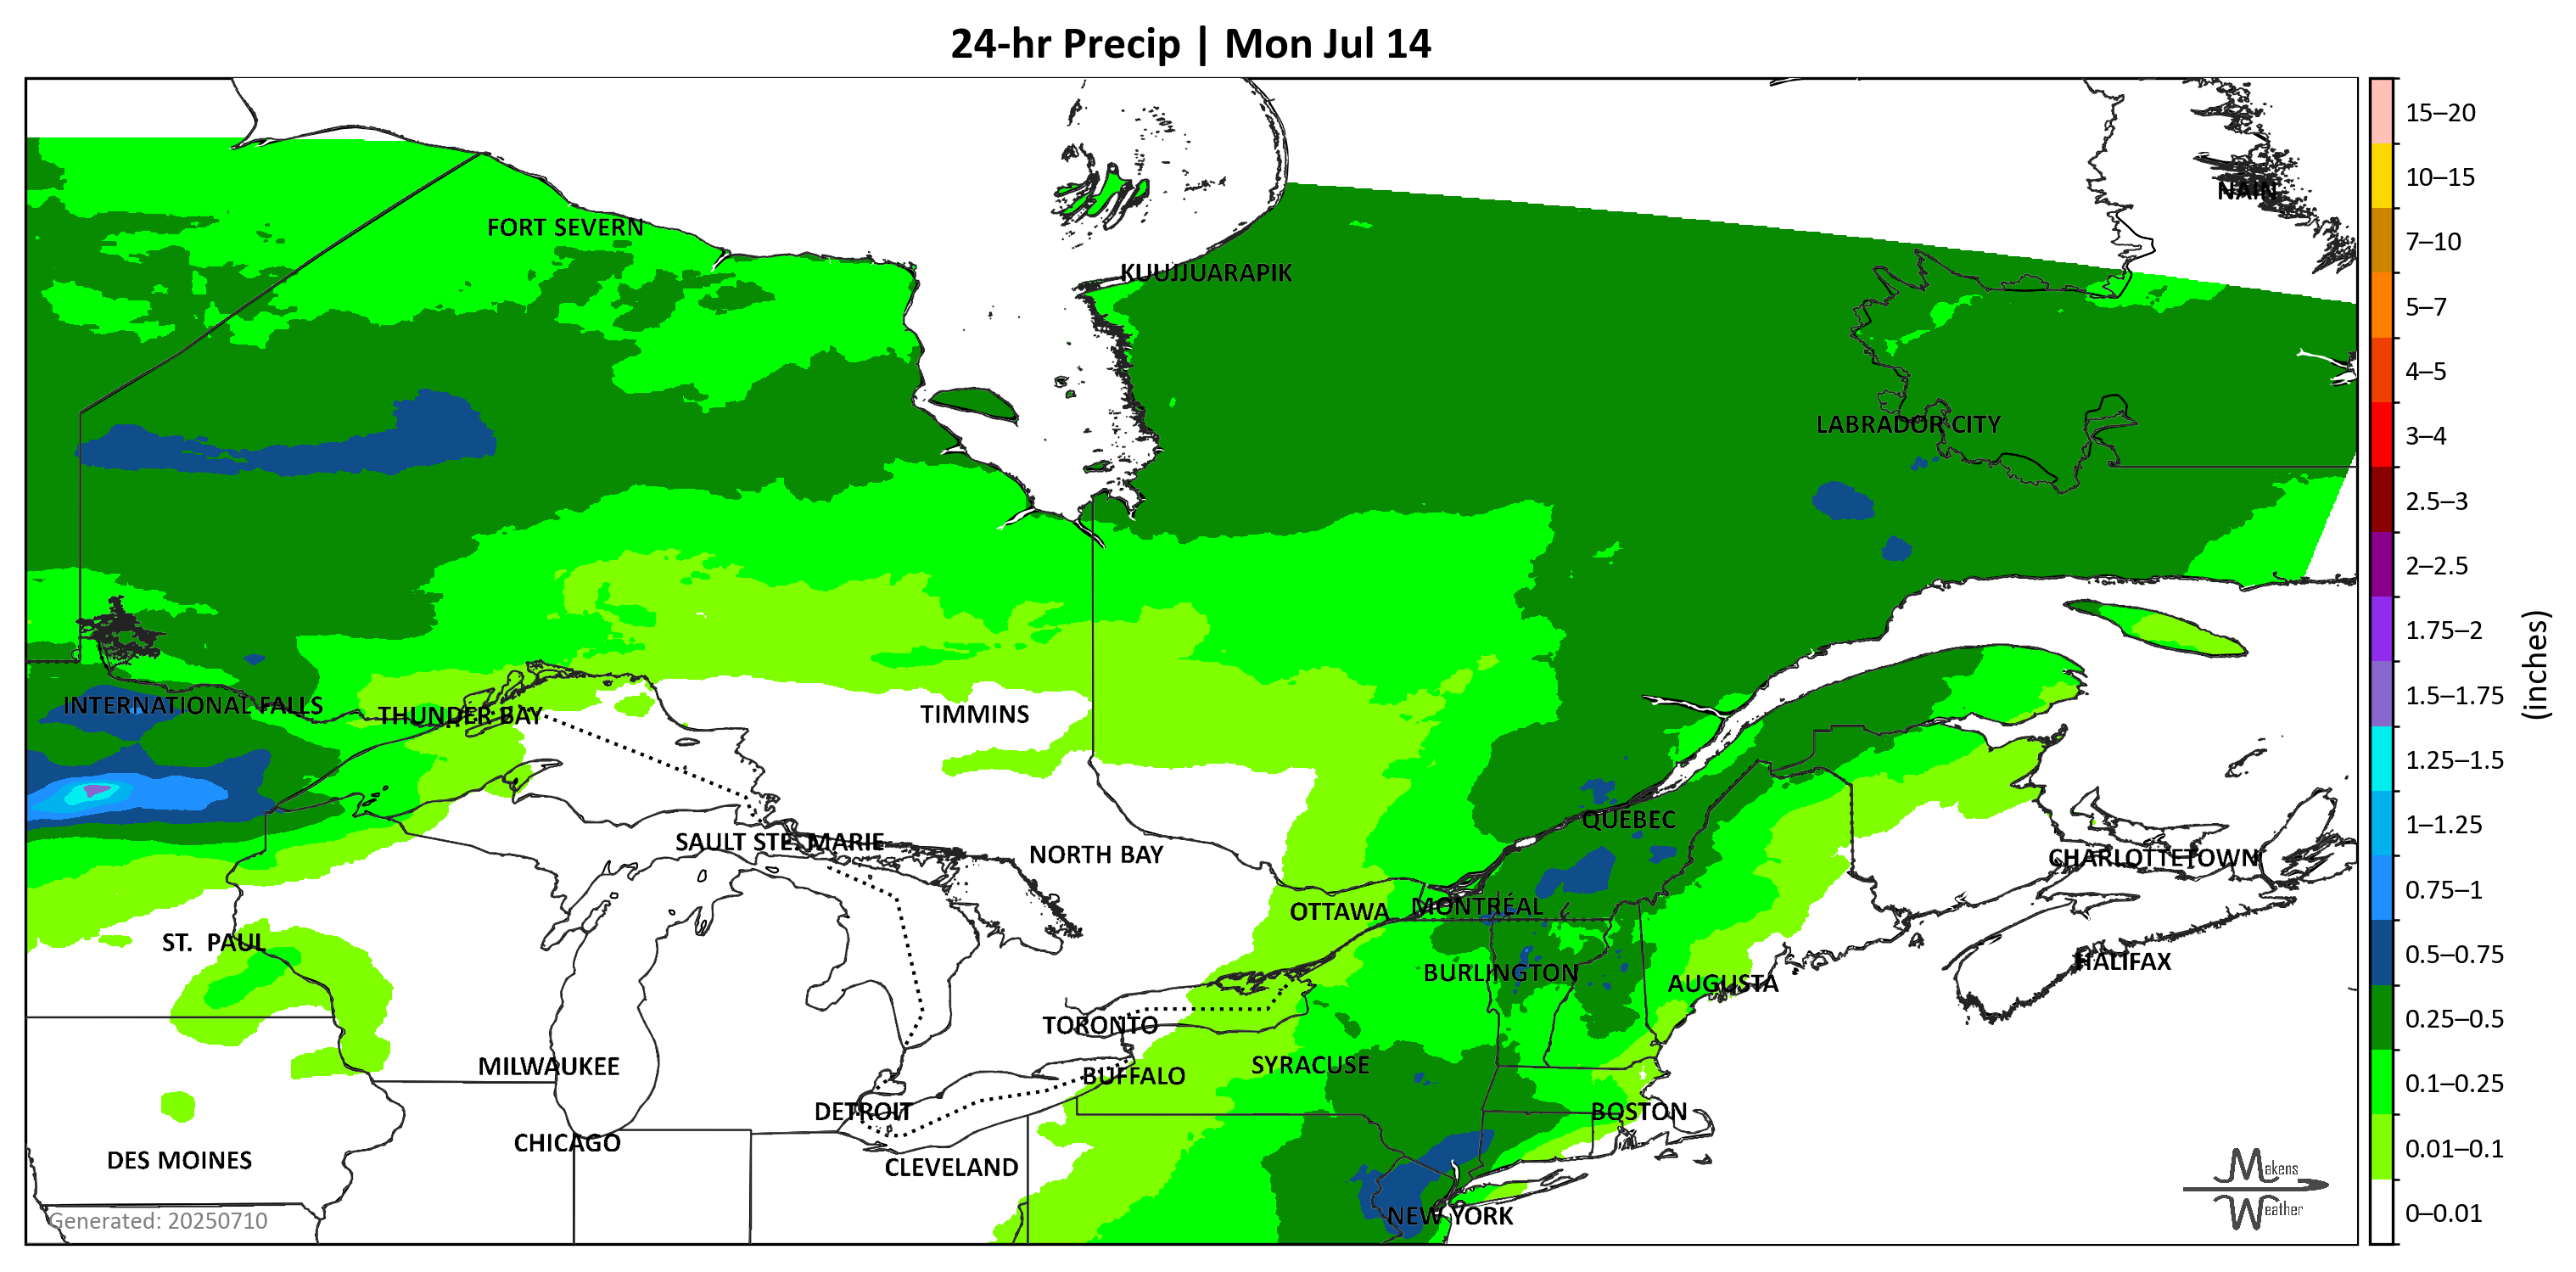 24-hr Precip | Mon Jul 14
NAIN
FORT SEVERN
KUUJJUARAPIK
LABRADOR CITY
INTERNATIONAL FALLS
THUNDER BAY
TIMMINS
QUEBEC
SAULT STE. MARIE
NORTH BAY
CHARLOTTETOWN
OTTAWA
MONTRÉAL
ST. PAUL
HALIFAX
BURLINGTON
AUGUSTA
TORONTO
SYRACUSE
MILWAUKEE
BUFFALO
DETROIT
BOSTON
CHICAGO
DES MOINES
CLEVELAND
NEW YORK
Generated: 20250710
Makens
Weather
15–20
10–15
7–10
5–7
4–5
3–4
2.5–3
2–2.5
1.75–2
1.5–1.75
1.25–1.5
1–1.25
0.75–1
0.5–0.75
0.25–0.5
0.1–0.25
0.01–0.1
0–0.01
(inches)